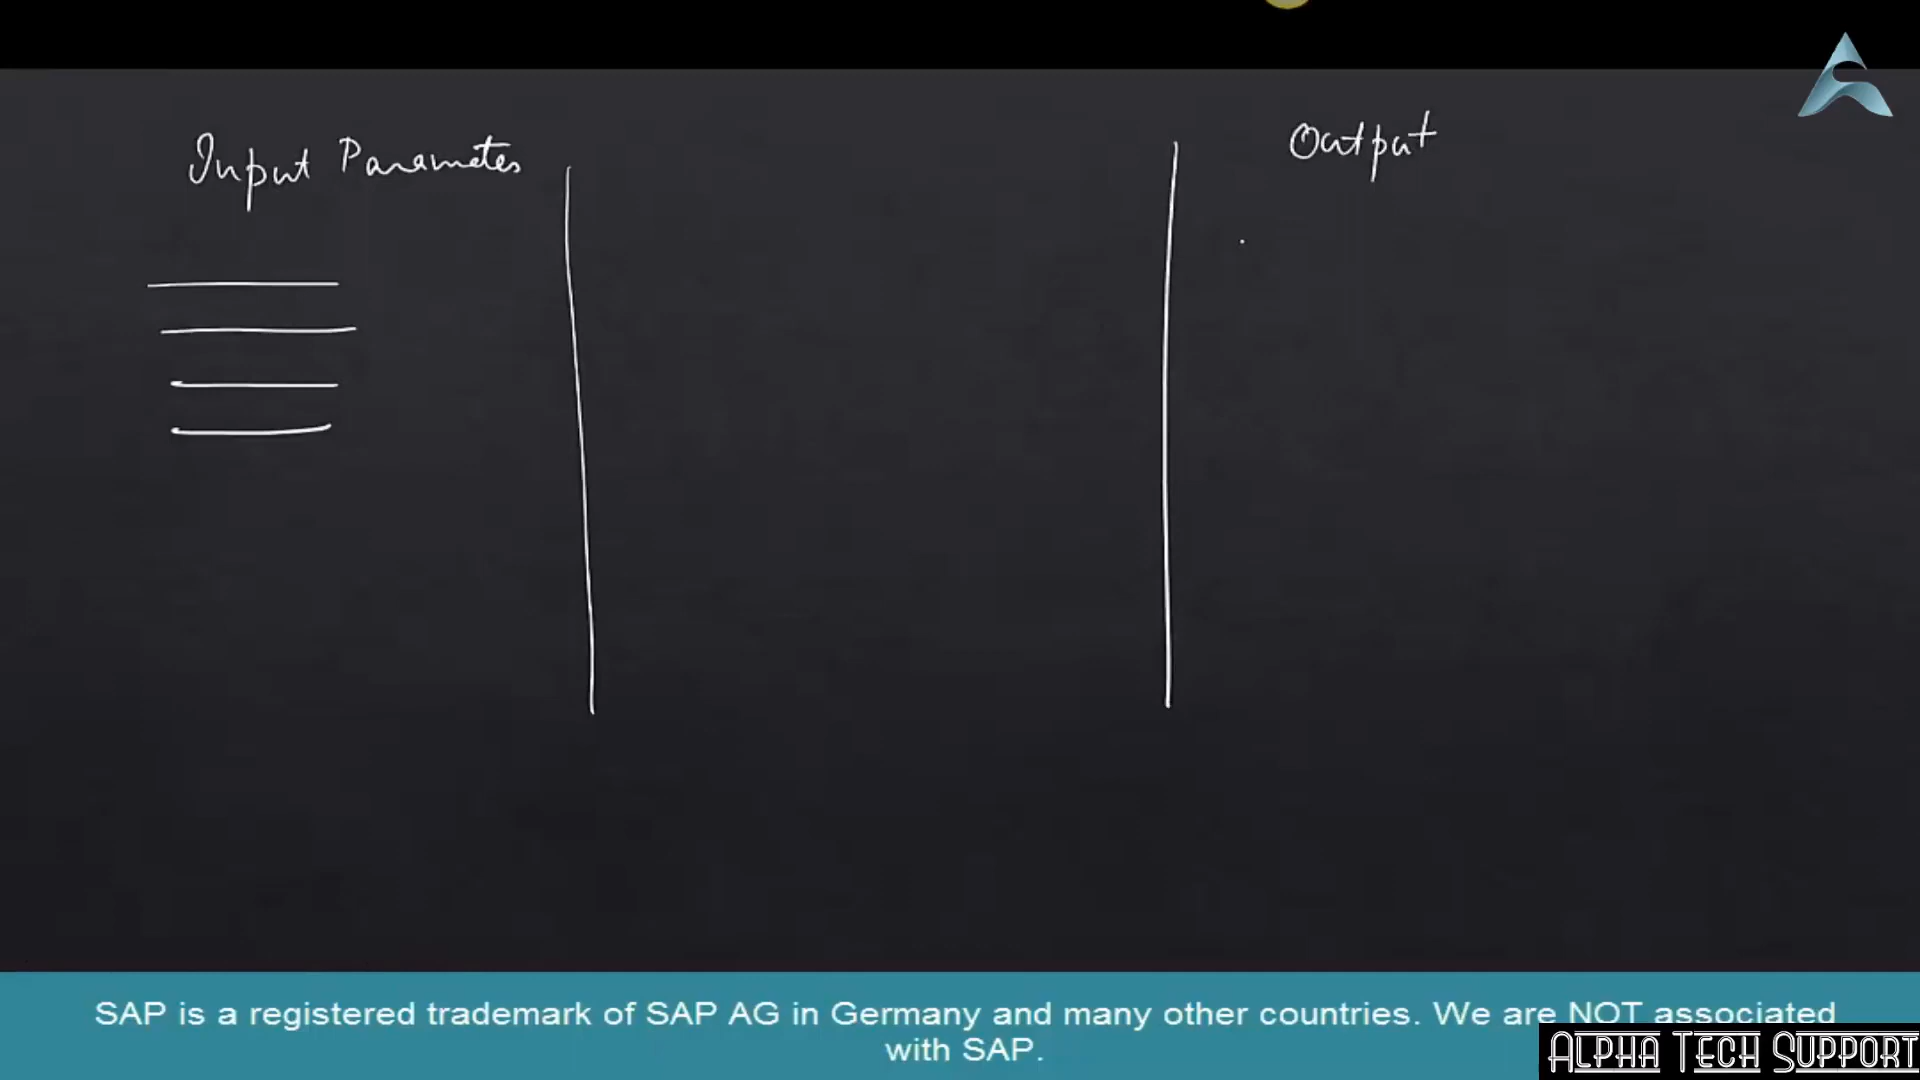 Input Parameters
Output
SAP is a registered trademark of SAP AG in Germany and many other countries. We are NOT associated
with SAP.
Alpha Tech Support